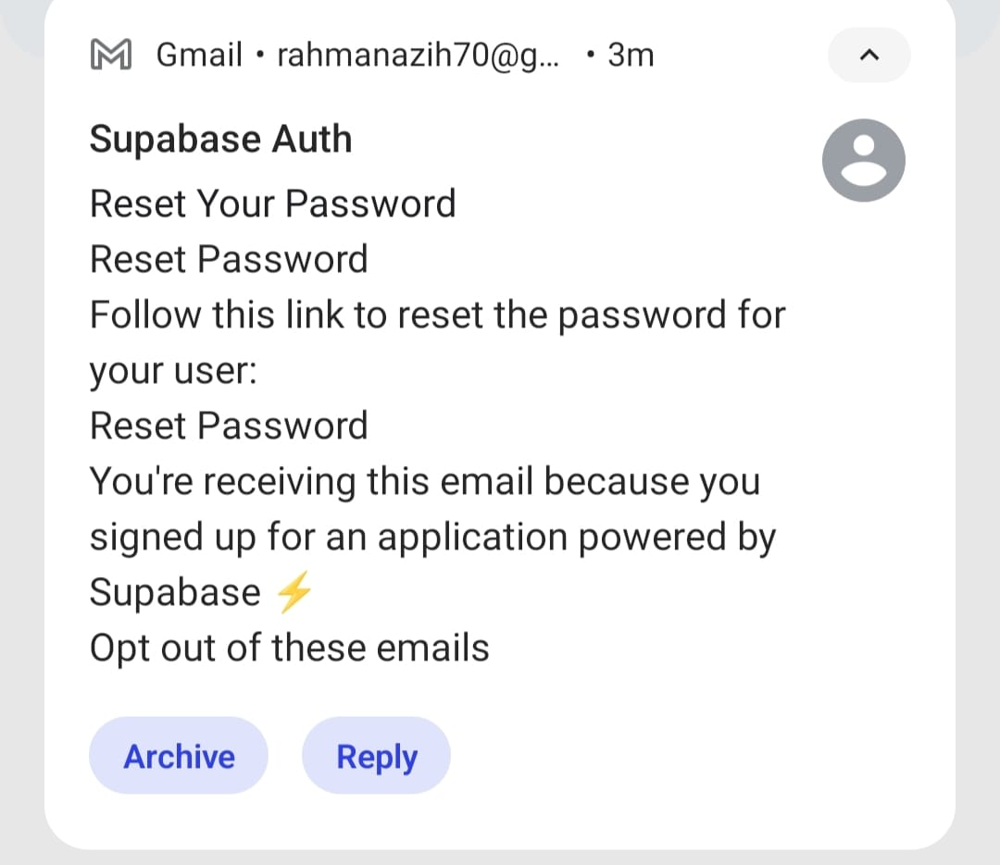 Gmail • rahmanazih70@g... • 3m
Supabase Auth
Reset Your Password
Reset Password
Follow this link to reset the password for
your user:
Reset Password
You're receiving this email because you
signed up for an application powered by
Supabase ⚡
Opt out of these emails
Archive Reply